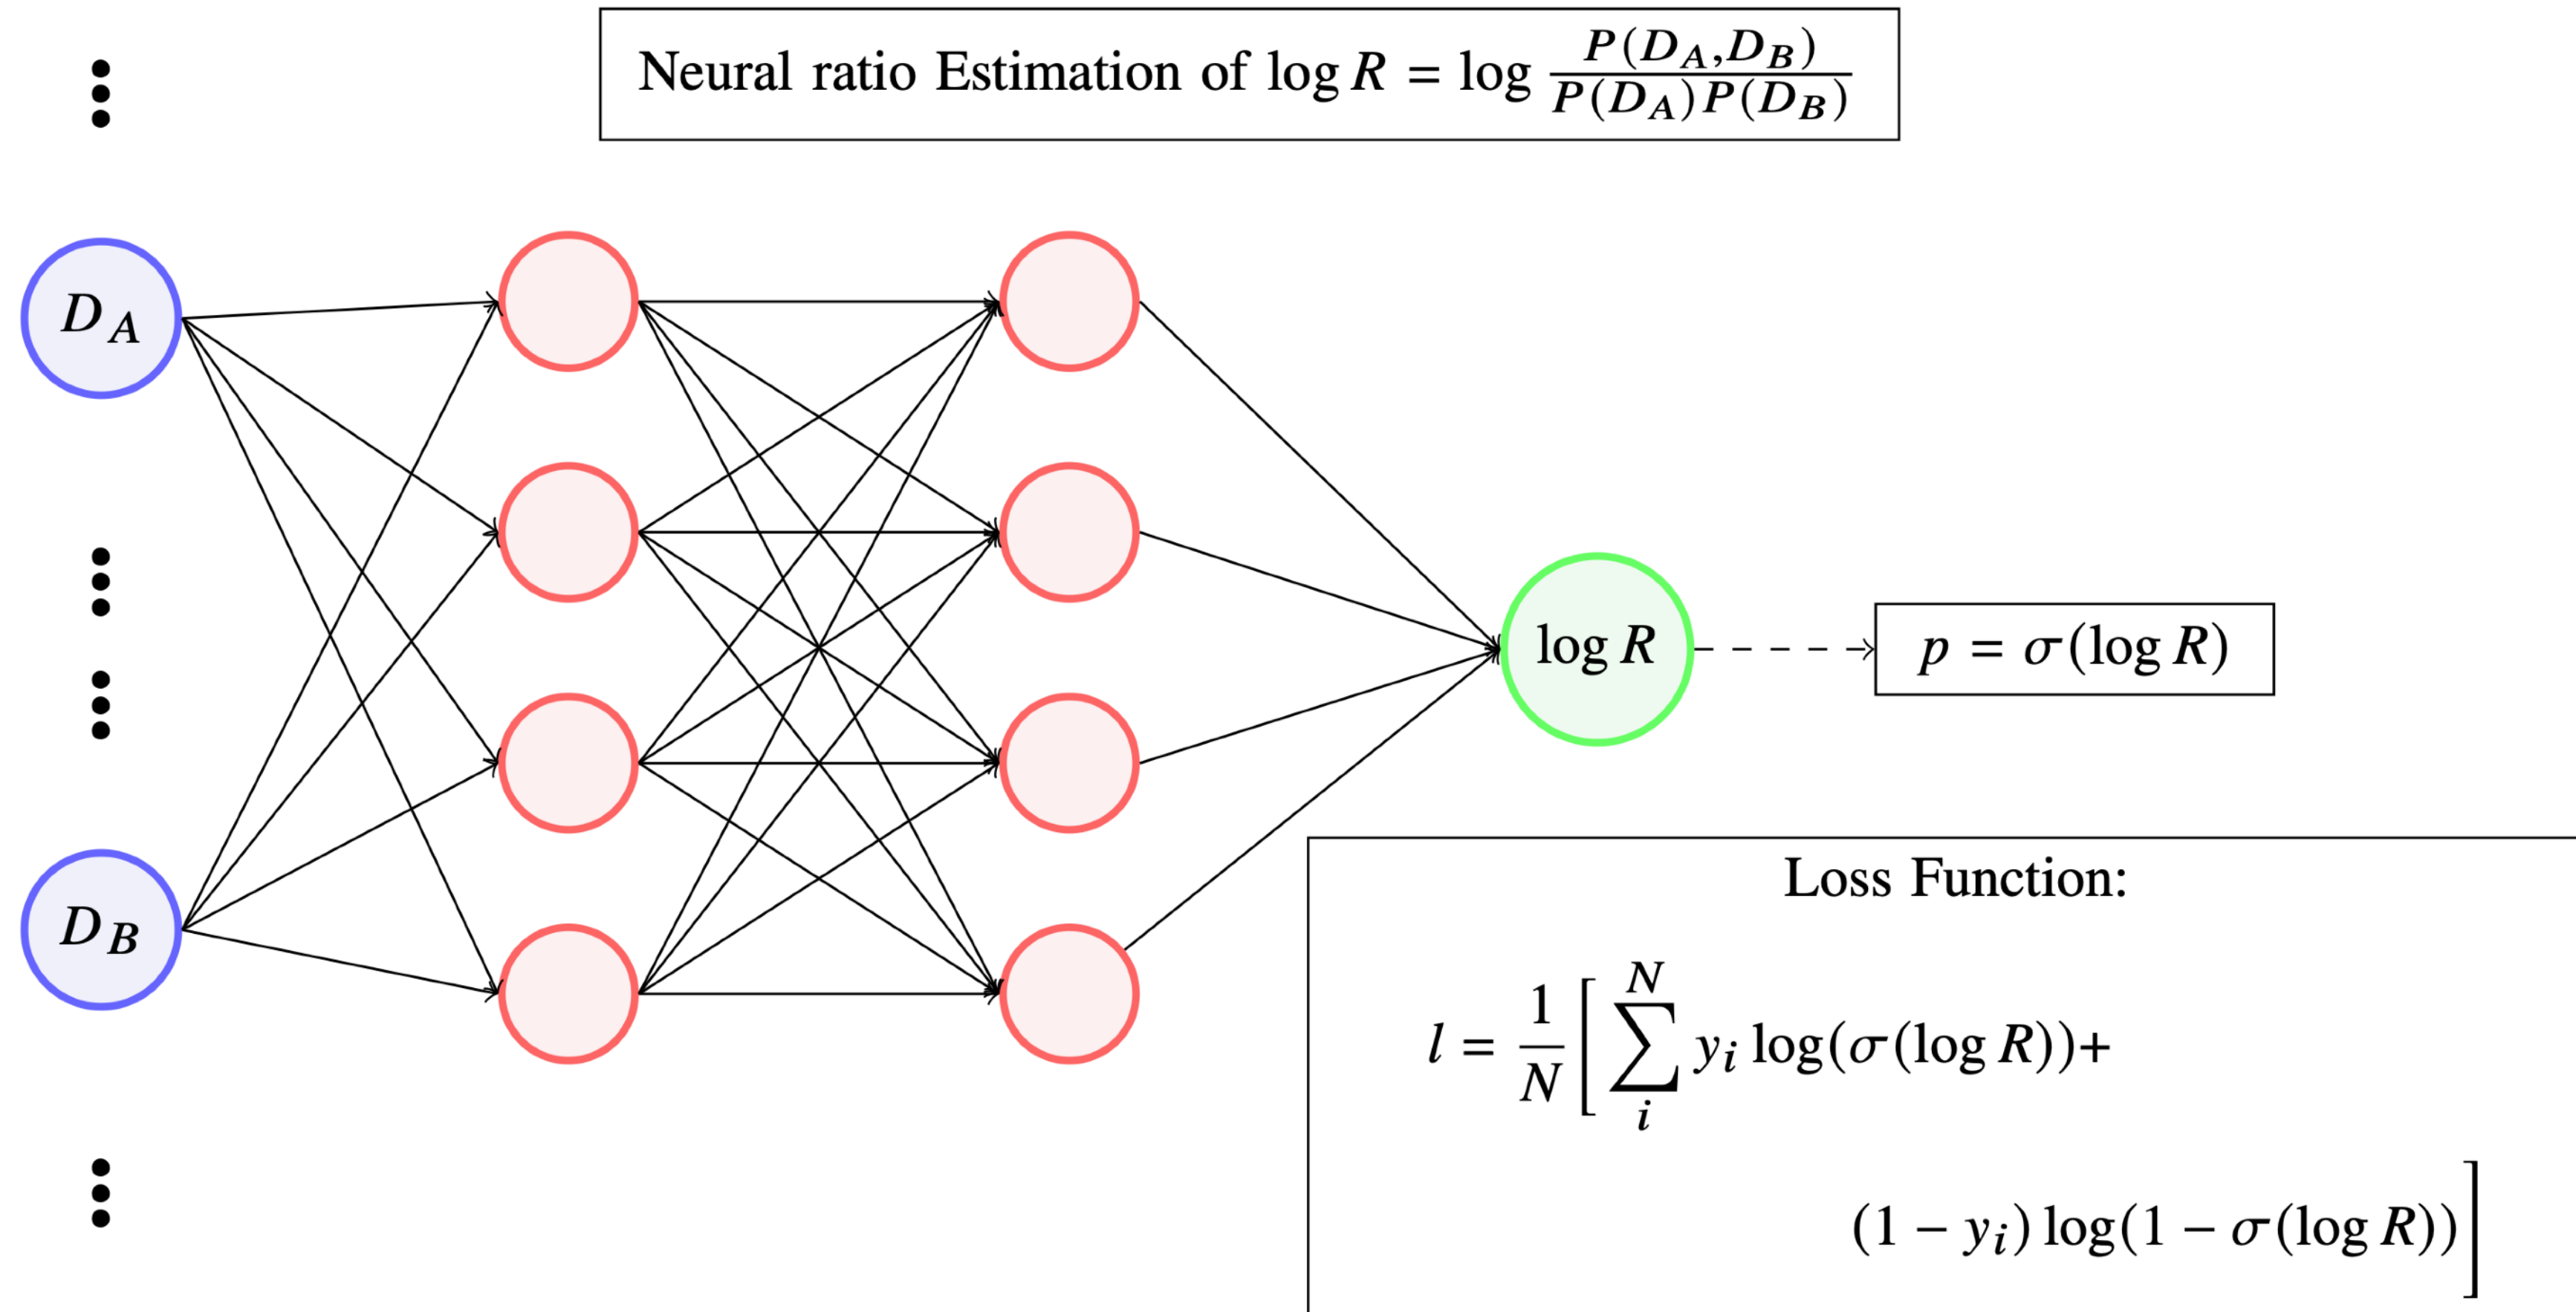 Neural ratio Estimation of log R = log P(D_A,D_B) / P(D_A)P(D_B)
D_A
D_B
log R
p = σ(log R)
Loss Function:
l = 1/N [ ∑_i^N y_i log(σ(log R))+
(1 − y_i) log(1 − σ(log R)) ]